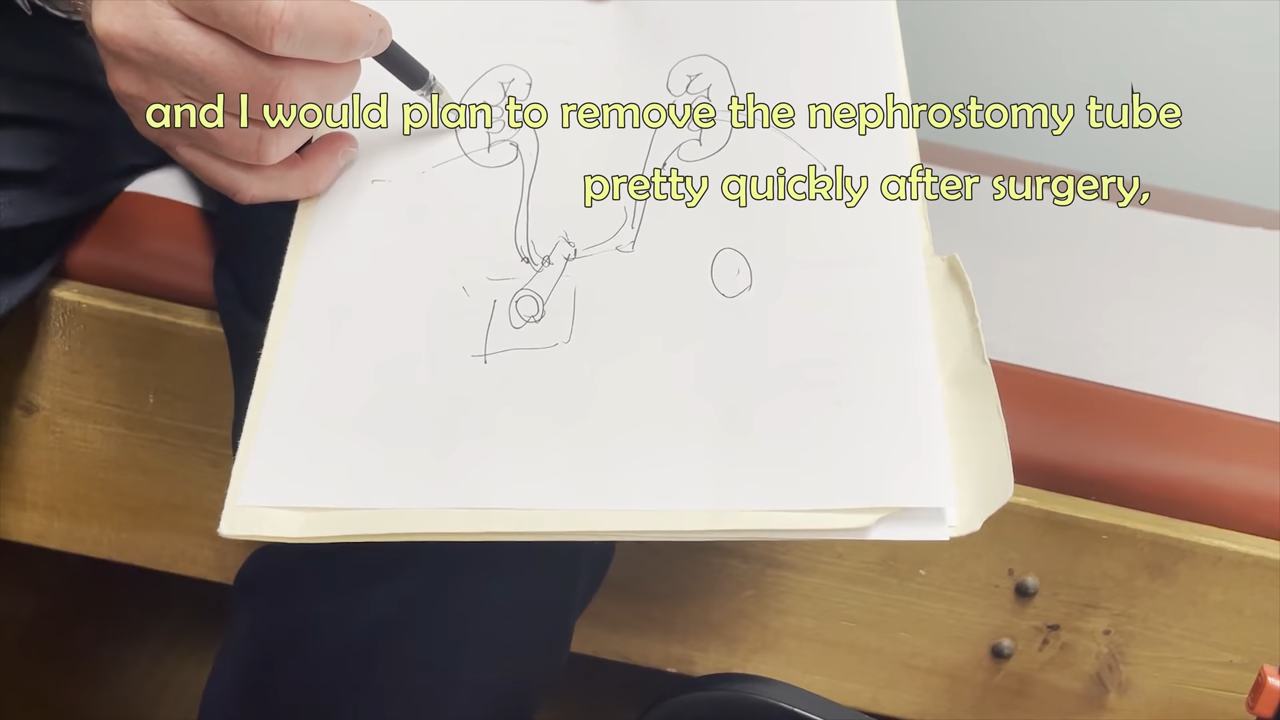 and I would plan to remove the nephrostomy tube
pretty quickly after surgery,